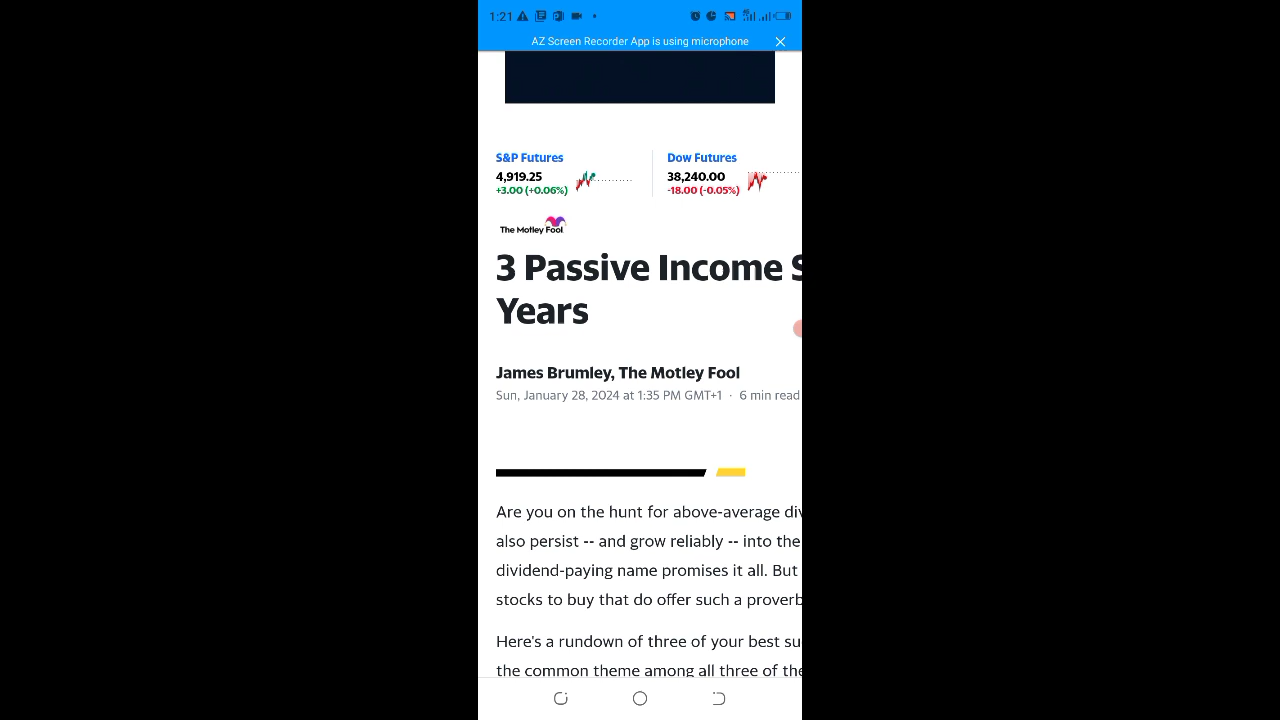 1:21
AZ Screen Recorder App is using microphone
S&P Futures
4,919.25
+3.00 (+0.06%)
Dow Futures
38,240.00
-18.00 (-0.05%)
The Motley Fool
3 Passive Income S
Years
James Brumley, The Motley Fool
Sun, January 28, 2024 at 1:35 PM GMT+1 · 6 min read
Are you on the hunt for above-average div
also persist -- and grow reliably -- into the
dividend-paying name promises it all. But
stocks to buy that do offer such a proverb
Here's a rundown of three of your best su
the common theme among all three of the